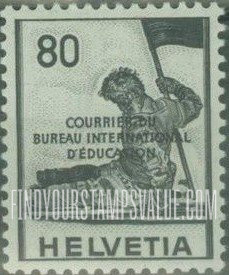 80
COURRIER DU
BUREAU INTERNATIONAL
D'ÉDUCATION
FINDYOURSTAMPSVALUE.COM
HELVETIA